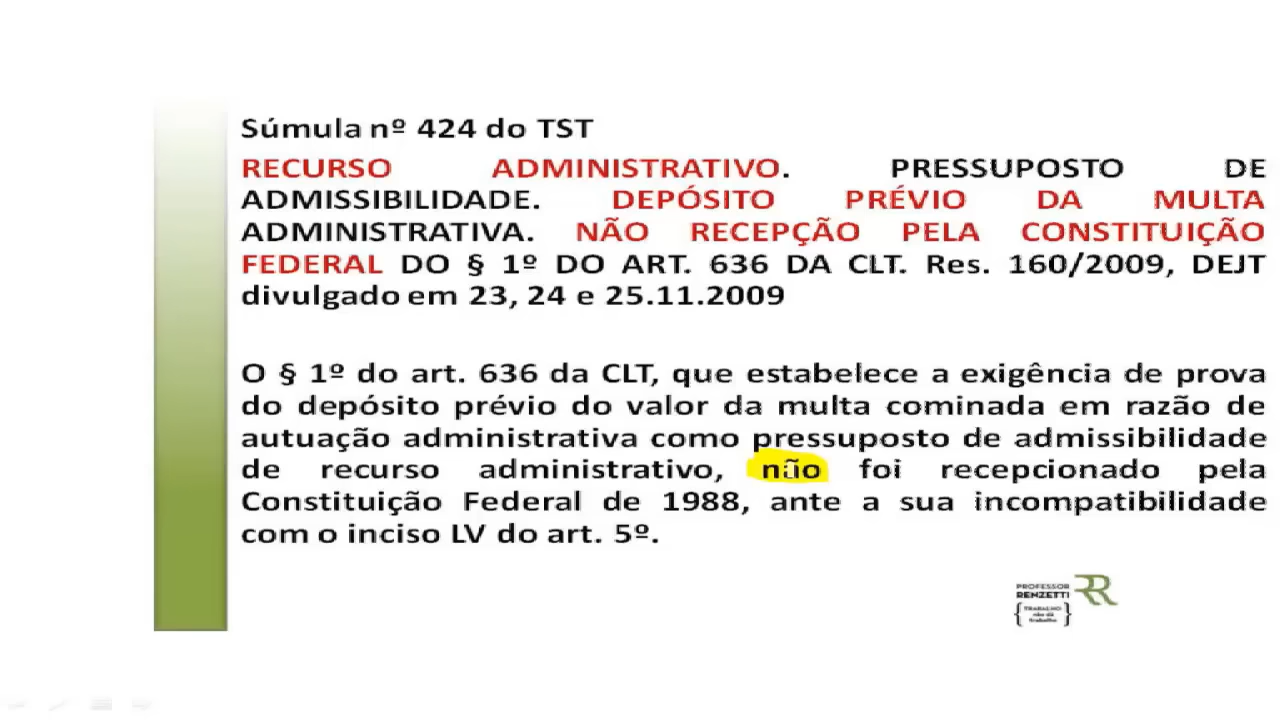 Súmula nº 424 do TST
RECURSO ADMINISTRATIVO. PRESSUPOSTO DE
ADMISSIBILIDADE. DEPÓSITO PRÉVIO DA MULTA
ADMINISTRATIVA. NÃO RECEPÇÃO PELA CONSTITUIÇÃO
FEDERAL DO § 1º DO ART. 636 DA CLT. Res. 160/2009, DEJT
divulgado em 23, 24 e 25.11.2009
O § 1º do art. 636 da CLT, que estabelece a exigência de prova
do depósito prévio do valor da multa cominada em razão de
autuação administrativa como pressuposto de admissibilidade
de recurso administrativo, não foi recepcionado pela
Constituição Federal de 1988, ante a sua incompatibilidade
com o inciso LV do art. 5º.
PROFESSOR
RENZETTI
TRABALHO
não dá
trabalho